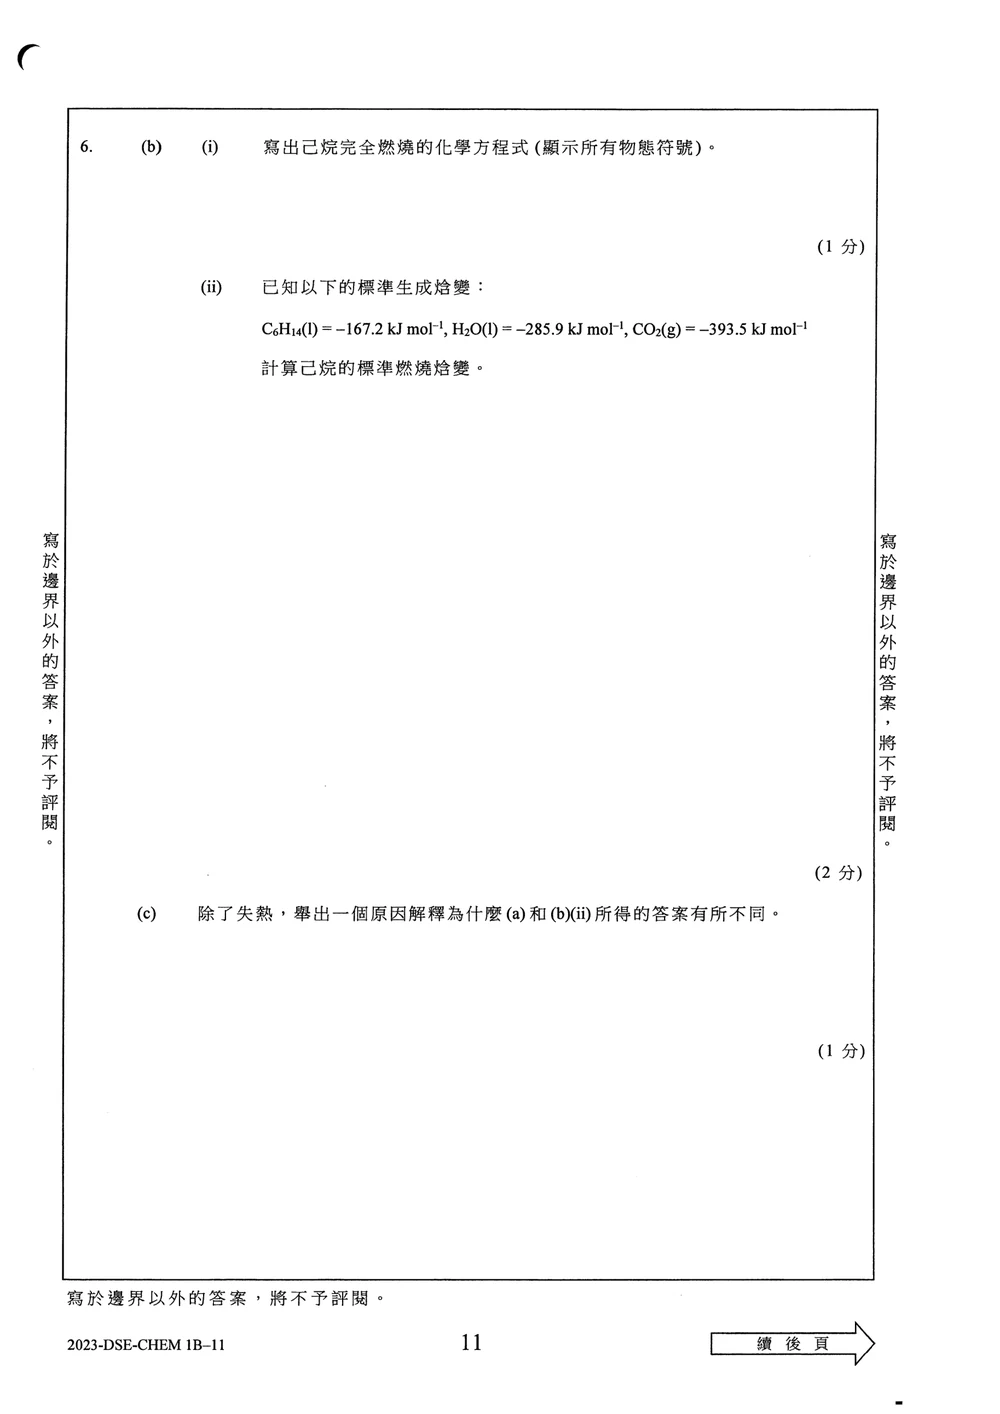 6. (b) (i) 寫出己烷完全燃燒的化學方程式 (顯示所有物態符號)。
(1 分)
(ii) 已知以下的標準生成焓變：
C₆H₁₄(l) = –167.2 kJ mol⁻¹, H₂O(l) = –285.9 kJ mol⁻¹, CO₂(g) = –393.5 kJ mol⁻¹
計算己烷的標準燃燒焓變。
(2 分)
(c) 除了失熱，舉出一個原因解釋為什麼 (a) 和 (b)(ii) 所得的答案有所不同。
(1 分)
寫於邊界以外的答案，將不予評閱。
寫於邊界以外的答案，將不予評閱。
寫於邊界以外的答案，將不予評閱。
2023-DSE-CHEM 1B–11
11
續後頁